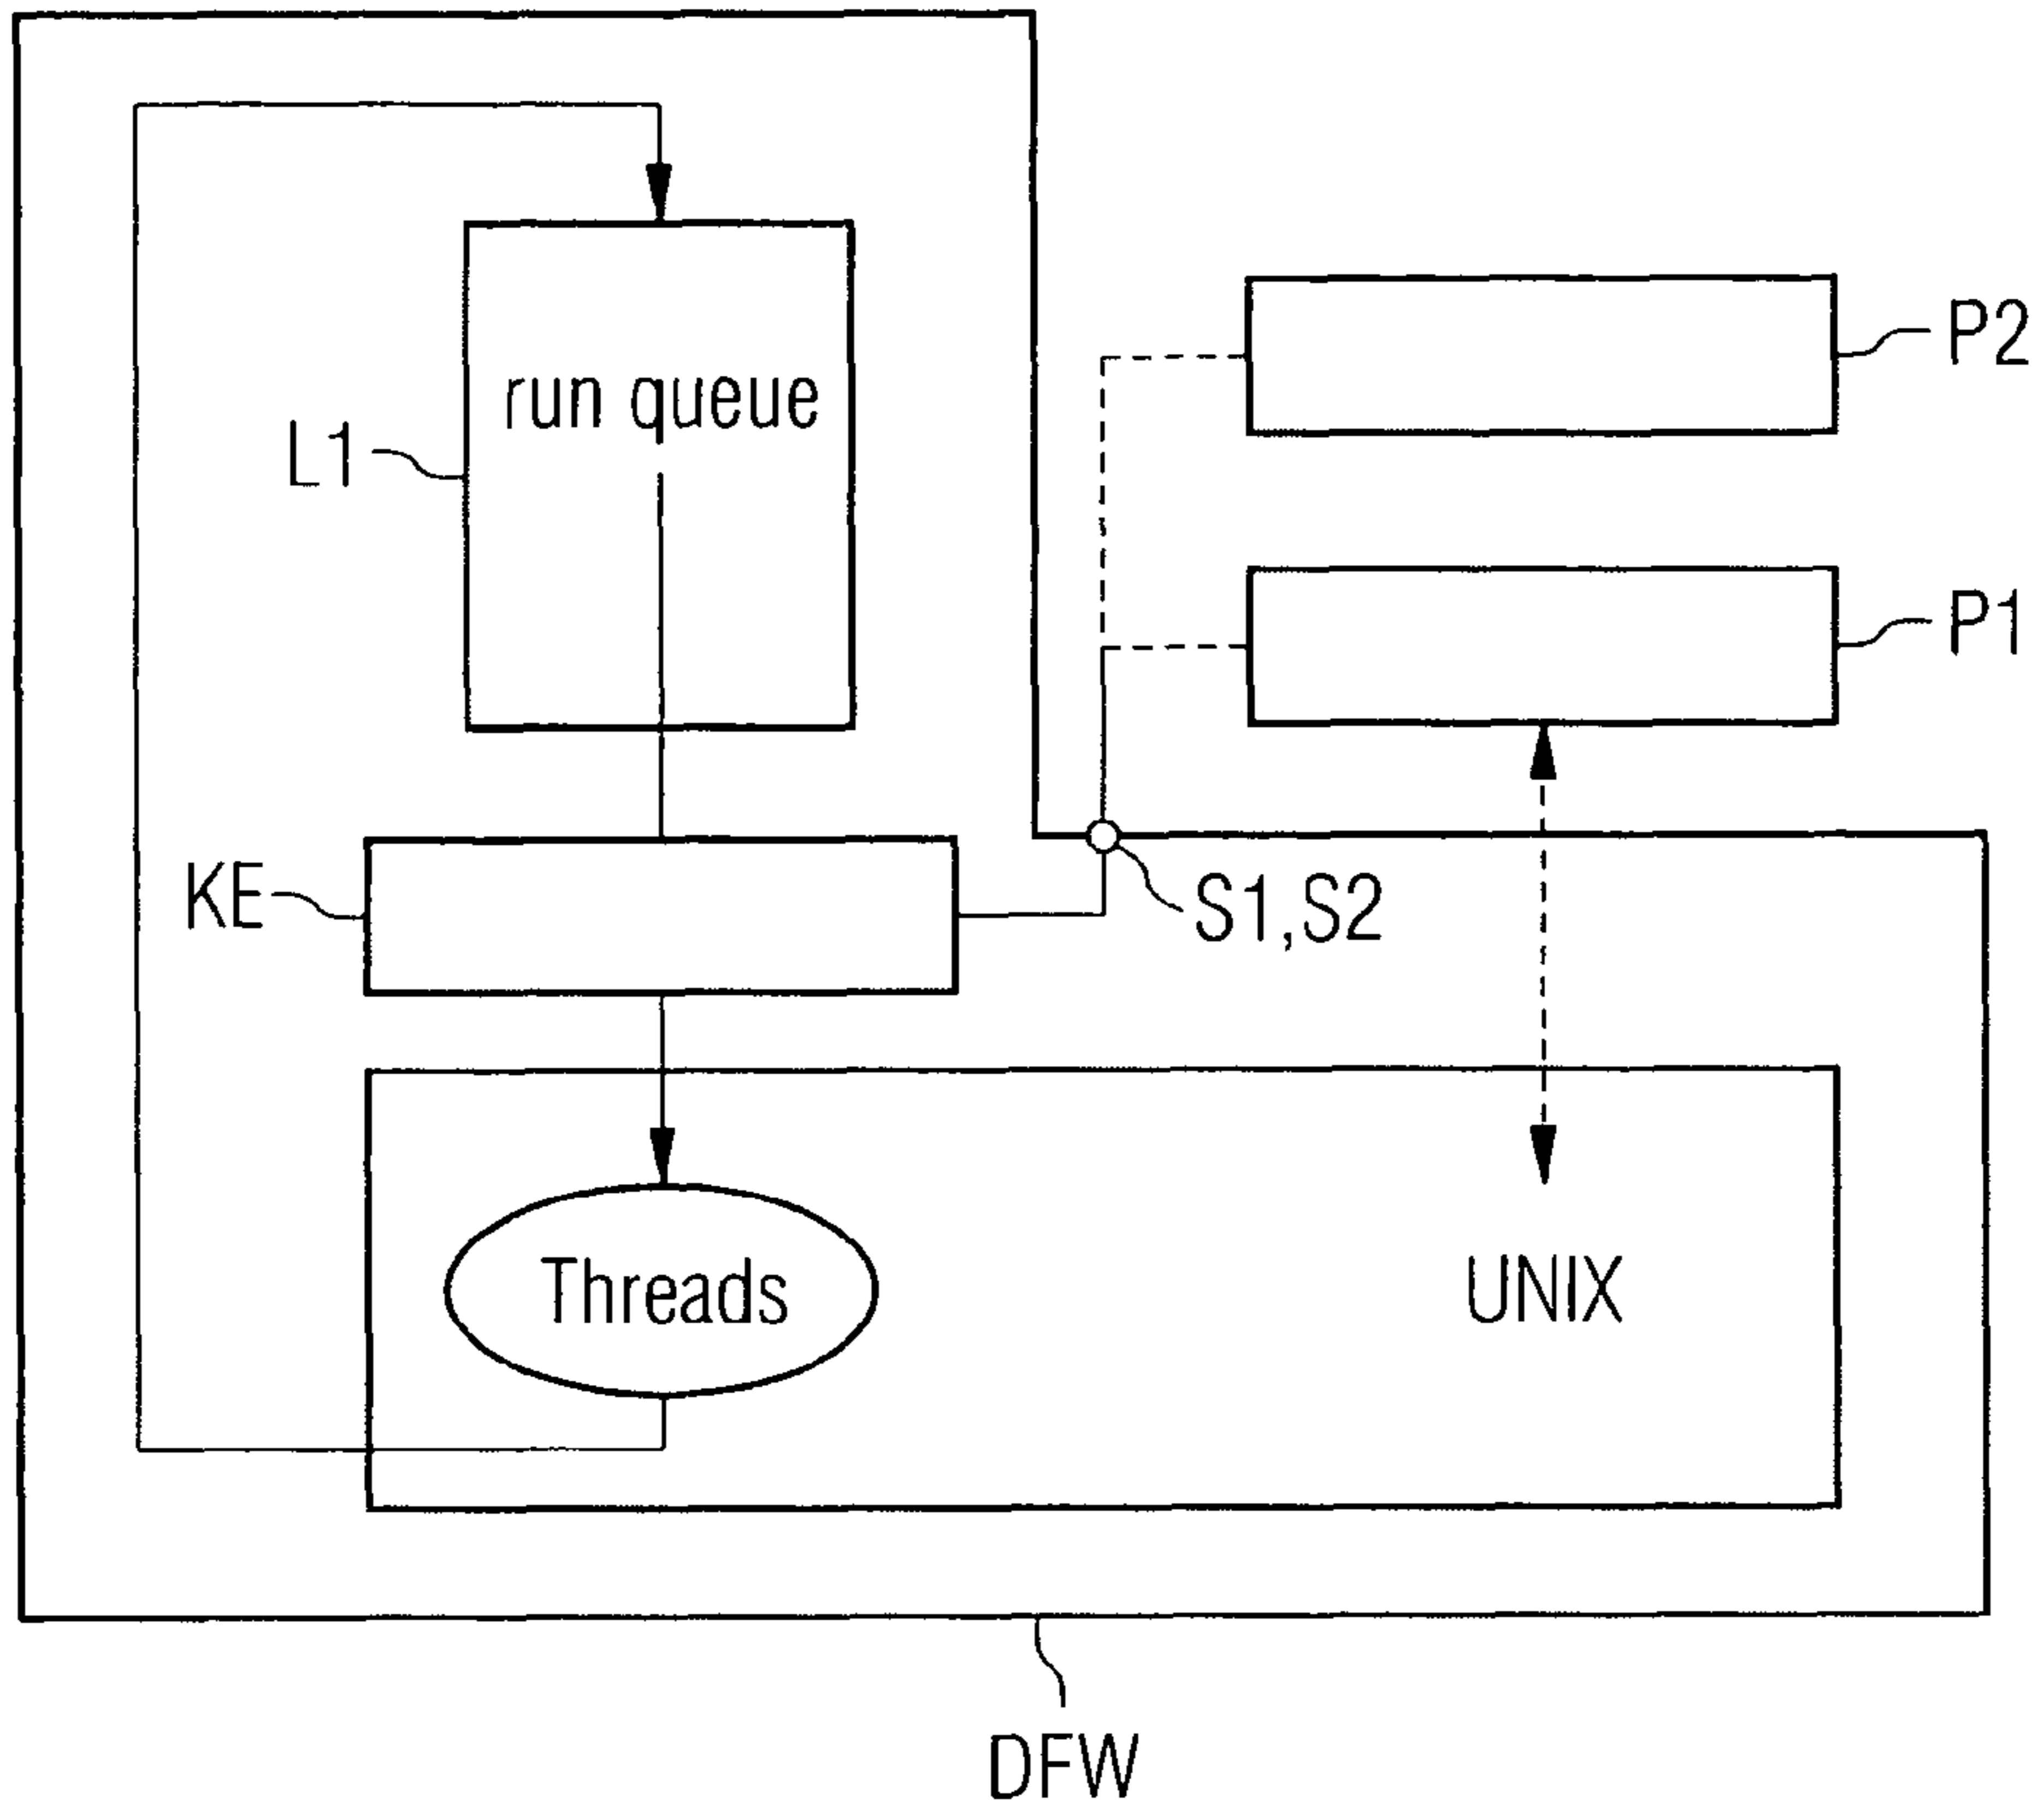 run queue
L1
P2
P1
KE
S1,S2
Threads
UNIX
DFW